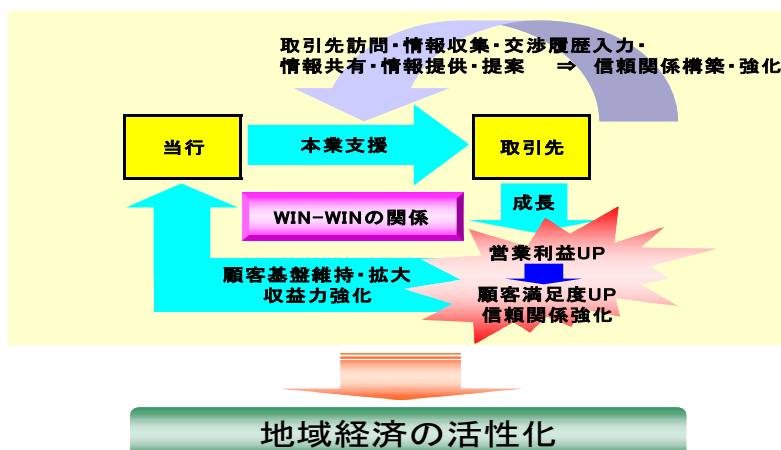 取引先訪問・情報収集・交渉履歴入力・
情報共有・情報提供・提案　⇒　信頼関係構築・強化
当行
本業支援
取引先
成長
WIN−WINの関係
営業利益UP
顧客満足度UP
信頼関係強化
顧客基盤維持・拡大
収益力強化
地域経済の活性化